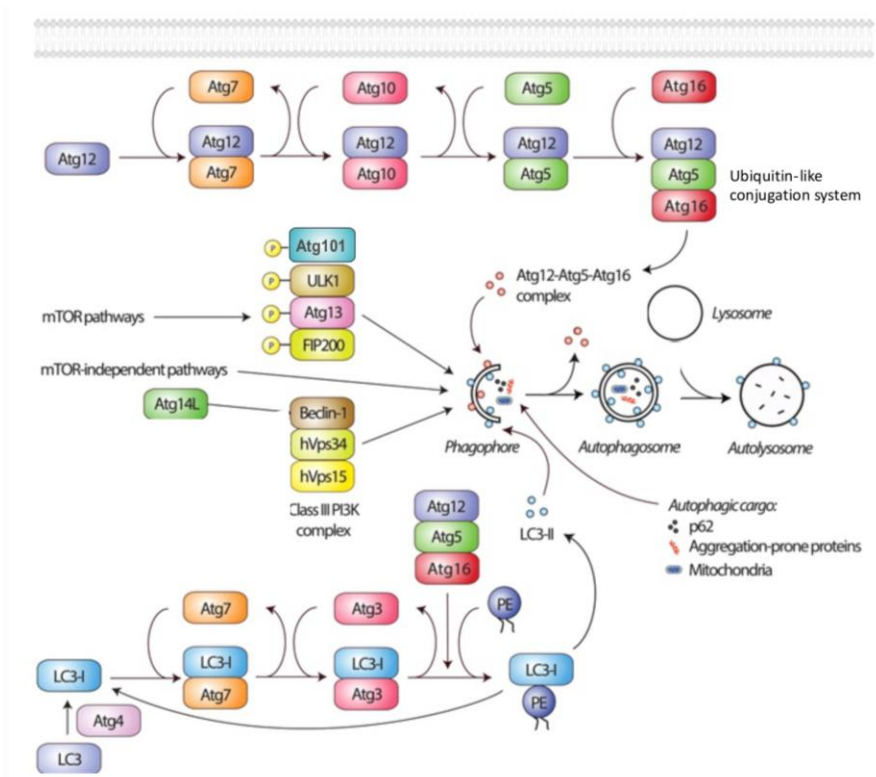 Atg7
Atg10
Atg5
Atg16
Atg12
Atg12
Atg7
Atg12
Atg10
Atg12
Atg5
Atg12
Atg5
Atg16
Ubiquitin-like
conjugation system
P
Atg101
P
ULK1
P
Atg13
P
FIP200
mTOR pathways
Atg12-Atg5-Atg16
complex
Lysosome
mTOR-independent pathways
Atg14L
Beclin-1
hVps34
hVps15
Class III PI3K
complex
Phagophore
Autophagosome
Autolysosome
Atg12
Atg5
Atg16
LC3-II
Autophagic cargo:
p62
Aggregation-prone proteins
Mitochondria
Atg7
Atg3
PE
LC3-I
LC3-I
Atg7
LC3-I
Atg3
LC3-I
PE
Atg4
LC3